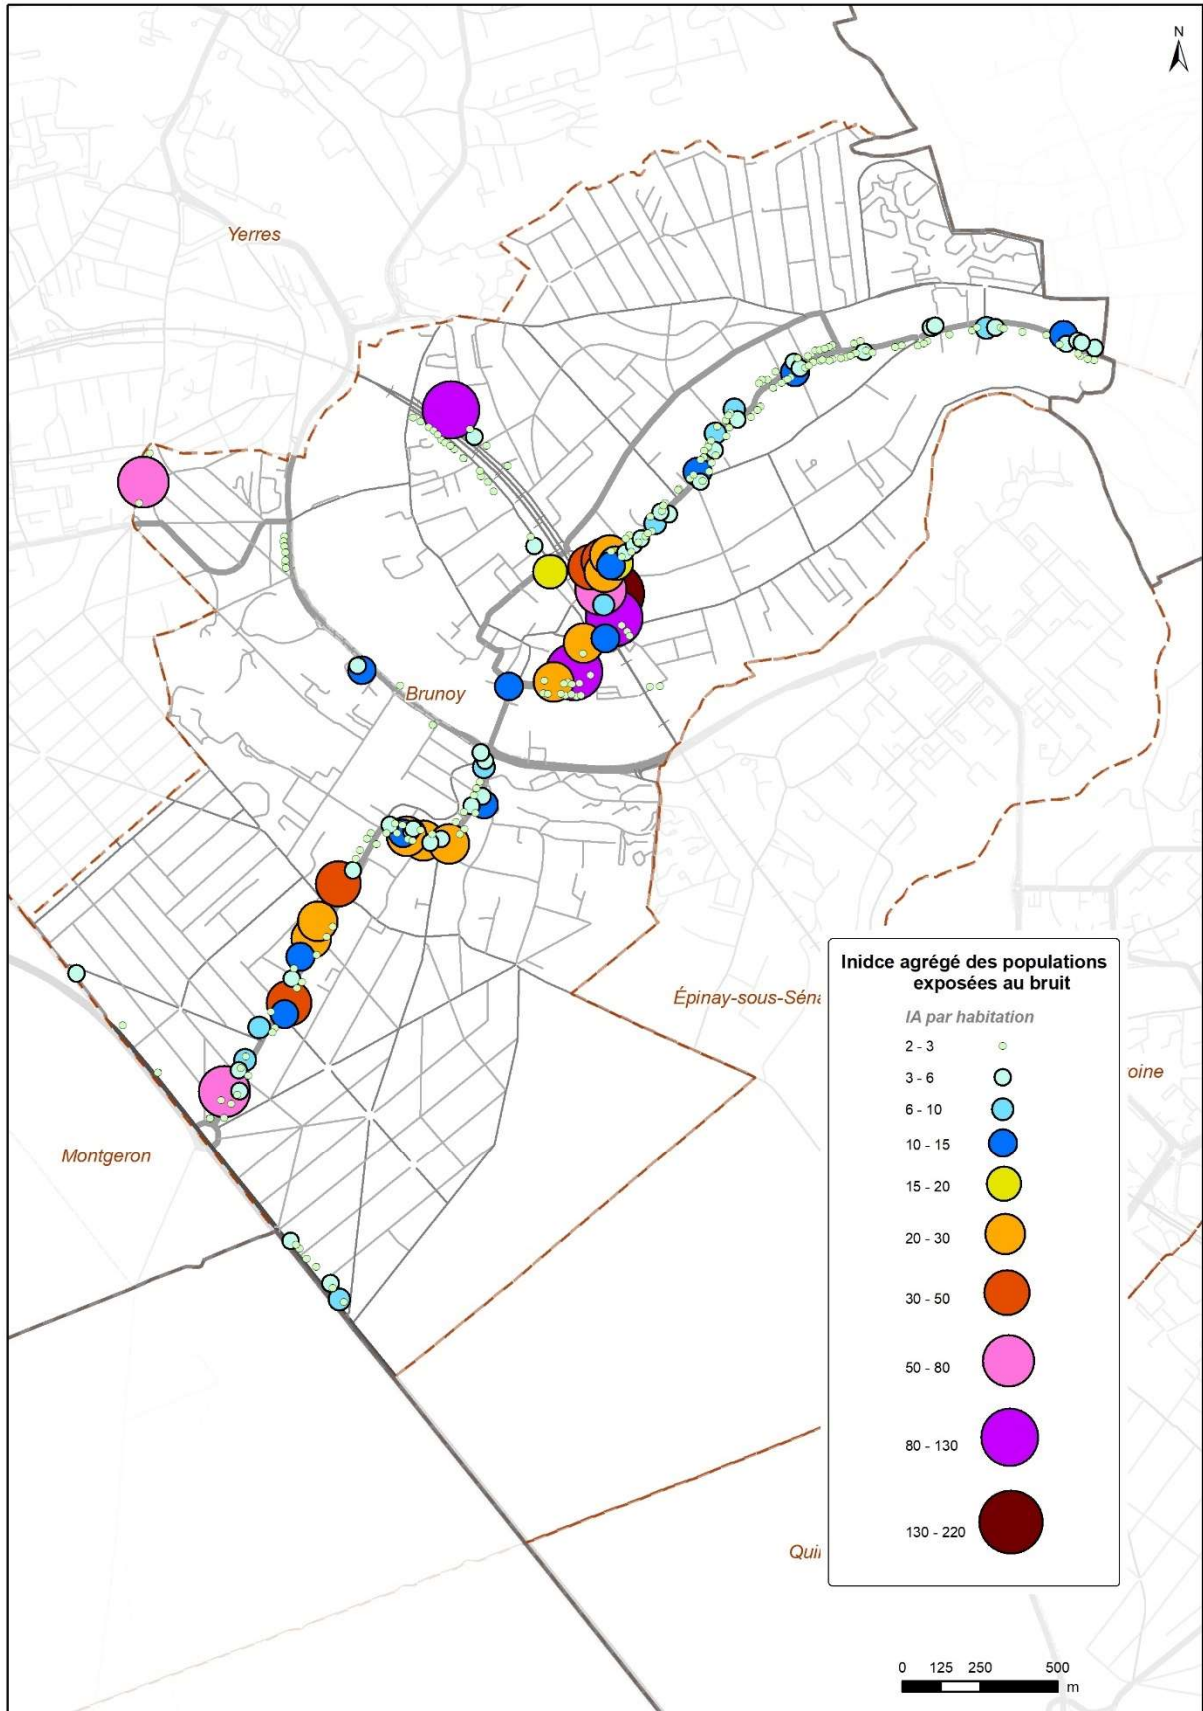 N
Yerres
Brunoy
Inidce agrégé des populations
exposées au bruit
Épinay-sous-Séna
IA par habitation
2 - 3
3 - 6
oine
6 - 10
10 - 15
Montgeron
15 - 20
20 - 30
30 - 50
50 - 80
80 - 130
130 - 220
Qui
0 125 250 500
m